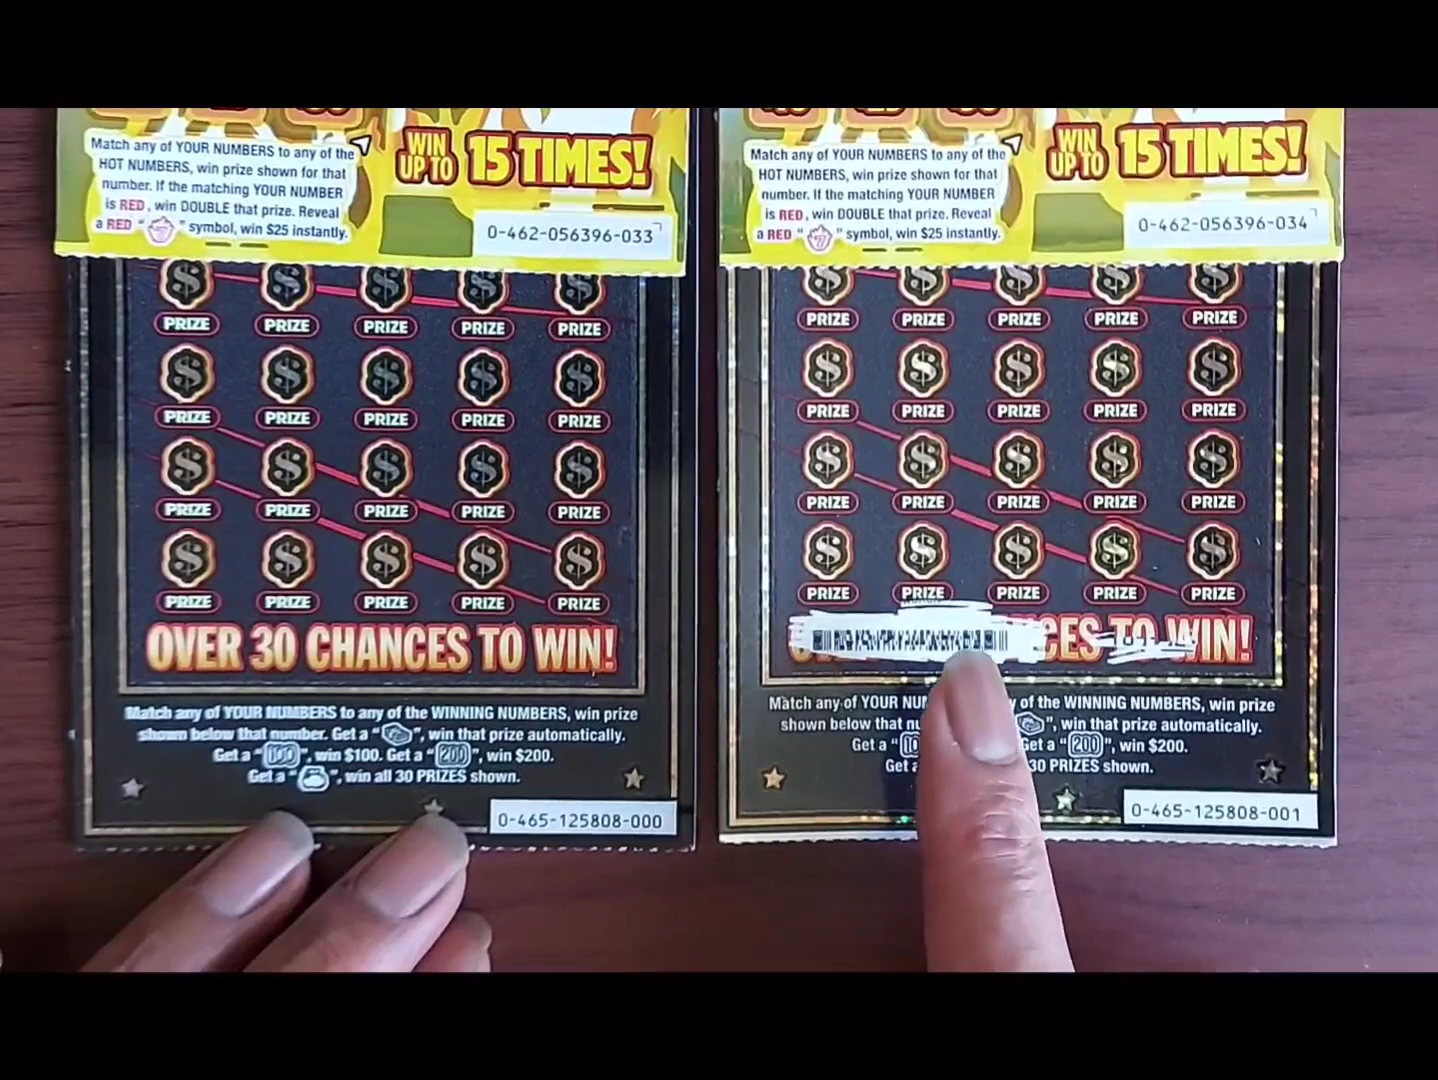 Match any of YOUR NUMBERS to any of the
HOT NUMBERS, win prize shown for that
number. If the matching YOUR NUMBER
is RED, win DOUBLE that prize. Reveal
a RED " 7 " symbol, win $25 instantly.
WIN UP TO 15 TIMES!
0-462-056396-033
$ $ $ $ $
PRIZE PRIZE PRIZE PRIZE PRIZE
$ $ $ $ $
PRIZE PRIZE PRIZE PRIZE PRIZE
$ $ $ $ $
PRIZE PRIZE PRIZE PRIZE PRIZE
$ $ $ $ $
PRIZE PRIZE PRIZE PRIZE PRIZE
OVER 30 CHANCES TO WIN!
Match any of YOUR NUMBERS to any of the WINNING NUMBERS, win prize
shown below that number. Get a " ", win that prize automatically.
Get a "100", win $100. Get a "200", win $200.
Get a " ", win all 30 PRIZES shown.
0-465-125808-000
Match any of YOUR NUMBERS to any of the
HOT NUMBERS, win prize shown for that
number. If the matching YOUR NUMBER
is RED, win DOUBLE that prize. Reveal
a RED " 7 " symbol, win $25 instantly.
WIN UP TO 15 TIMES!
0-462-056396-034
$ $ $ $ $
PRIZE PRIZE PRIZE PRIZE PRIZE
$ $ $ $ $
PRIZE PRIZE PRIZE PRIZE PRIZE
$ $ $ $ $
PRIZE PRIZE PRIZE PRIZE PRIZE
$ $ $ $ $
PRIZE PRIZE PRIZE PRIZE PRIZE
CES TO WIN!
Match any of YOUR NUM y of the WINNING NUMBERS, win prize
shown below that nu ", win that prize automatically.
Get a "10 Get a "200", win $200.
Get a 30 PRIZES shown.
0-465-125808-001